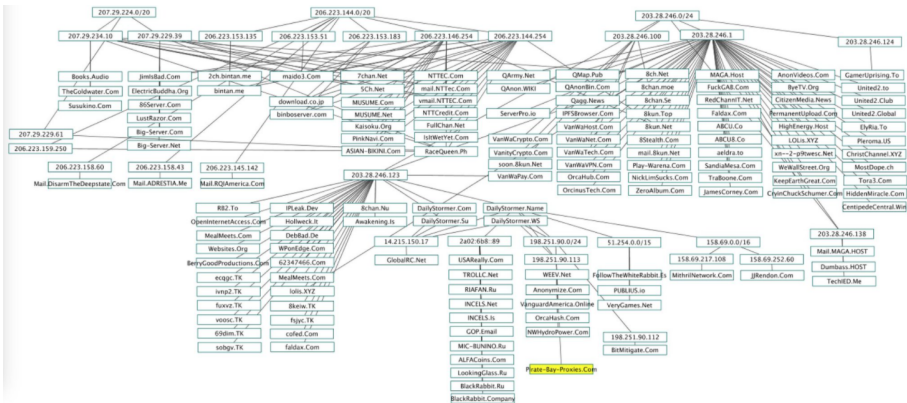 207.29.224.0/20
206.223.144.0/20
203.28.246.0/24
207.29.234.10
207.29.229.39
206.223.153.135
206.223.153.51
206.223.153.183
206.223.146.254
206.223.144.254
203.28.246.100
203.28.246.1
203.28.246.124
Books.Audio
TheGoldwater.Com
Susukino.Com
JimIsBad.Com
ElectricBuddha.Org
86Server.Com
LustRazor.Com
Big-Server.Com
Big-Server.Net
2ch.bintan.me
bintan.me
maido3.Com
download.co.jp
binboserver.com
7chan.Net
5Ch.Net
MUSUME.Com
MUSUME.Net
Kaisoku.Org
PinkNavi.Com
ASIAN-BIKINI.Com
NTTEC.Com
mail.NTTec.Com
vmail.NTTEC.Com
NTTCredit.Com
FullChan.Net
IsItWetYet.Com
RaceQueen.Ph
QArmy.Net
QANON.WIKI
ServerPro.io
VanWaCrypto.Com
VanityCrypto.Com
soon.8kun.Net
VanWaPay.Com
QMap.Pub
QAnonBin.Com
Qagg.News
IPFSBrowser.Com
VanWaHost.Com
VanWaNet.Com
VanWaTech.Com
VanWaVPN.Com
OrcaHub.Com
OrcinusTech.Com
8ch.Net
8chan.moe
8chan.Se
8kun.Top
8kun.Net
8Stealth.Com
mail.8kun.Net
Play-Warena.Com
NickLimSucks.Com
ZeroAlbum.Com
MAGA.Host
FuckGAB.Com
RedChanIT.Net
Faldax.Com
ABCU.Co
ABCU8.Co
aeldra.to
SandiaMesa.Com
TraBoone.Com
JamesCorney.Com
AnonVideos.Com
ByeTV.Org
CitizenMedia.News
PermanentUpload.Com
HighEnergy.Host
LOLis.XYZ
WeWallStreet.Org
KeepEarthGreat.Com
CryinChuckSchumer.Com
GamerUprising.To
United2.to
United2.Club
United2.Global
ElyRia.To
Pleroma.US
ChristChannel.XYZ
MostDope.ch
Tora3.Com
HiddenMiracle.Com
CentipedeCentral.Win
207.29.229.61
206.223.159.250
206.223.158.60
Mail.DisarmTheDeepstate.Com
206.223.158.43
Mail.ADRESTIA.Me
206.223.145.142
Mail.RQIAmerica.Com
203.28.246.123
R82.To
OpenInternetAccess.Com
MealMeets.Com
Websites.Org
BerryGoodProductions.Com
ecqgc.TK
ivnp2.TK
fuxvz.TK
voosc.TK
69dim.TK
sobgv.TK
IPLeak.Dev
Hollweck.it
DebBad.De
WPonEdge.Com
62347466.Com
MealMeets.Com
lolis.XYZ
8keiw.TK
fsjyc.TK
cofed.Com
faldax.Com
8chan.Nu
Awakening.Is
DailyStormer.Com
DailyStormer.Su
DailyStormer.Name
DailyStormer.WS
14.215.150.17
GlobalRC.Net
2a02:6b8::89
USAReally.Com
TROLLC.Net
RIAFAN.Ru
INCELS.Net
INCELS.Is
GOP.Email
MIC-BUNINO.Ru
ALFACoins.Com
LookingGlass.Ru
BlackRabbit.Ru
BlackRabbit.Company
198.251.90.0/24
198.251.90.113
WEEV.Net
Anonymize.Com
VanguardAmerica.Online
OrcaHash.Com
NWHydroPower.Com
Pirate-Bay-Proxies.Com
51.254.0.0/15
FollowTheWhiteRabbit.Es
PUBLIUS.io
VeryGames.Net
198.251.90.112
BitMitigate.Com
158.69.0.0/16
158.69.217.108
MithrilNetwork.Com
158.69.252.60
JJRendon.Com
203.28.246.138
Mail.MAGA.HOST
Dumbass.HOST
TechIED.Me